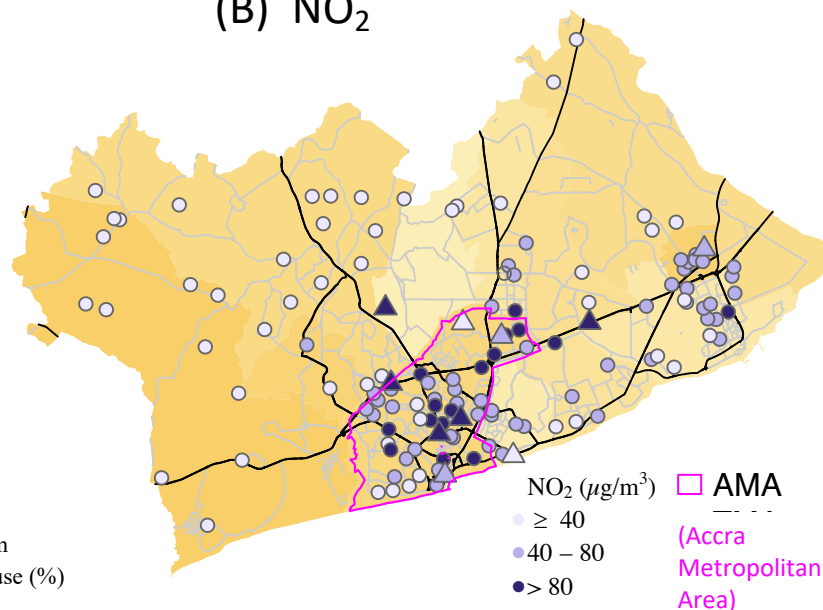 (B) NO₂
NO₂ (µg/m³)
≥ 40
40 – 80
> 80
AMA
(Accra
Metropolitan
Area)
n
use (%)